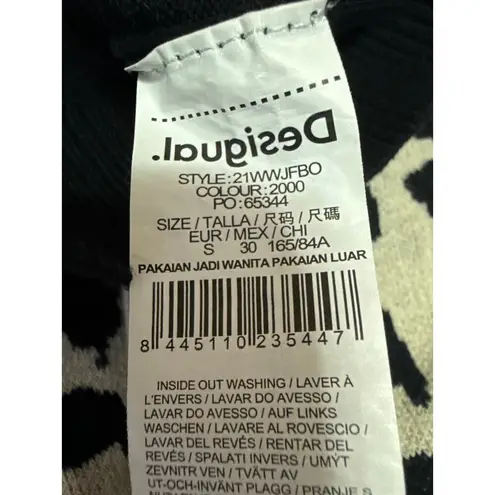 Desigual.
STYLE:21WWJFBO
COLOUR:2000
PO:65344
SIZE/TALLA/尺码/尺碼
EUR/MEX/CHI
S 30 165/84A
PAKAIAN JADI WANITA PAKAIAN LUAR
8 445110 235447
INSIDE OUT WASHING / LAVER À
L'ENVERS / LAVAR DO AVESSO /
LAVAR DO AVESSO / AUF LINKS
WASCHEN / LAVARE AL ROVESCIO /
LAVAR DEL REVÉS / RENTAR DEL
REVÉS / SPALATI INVERS / UMÝT
ZEVNITR VEN / TVÄTT AV
UT-OCH-INVÄNT PLAGG / PRANJE S